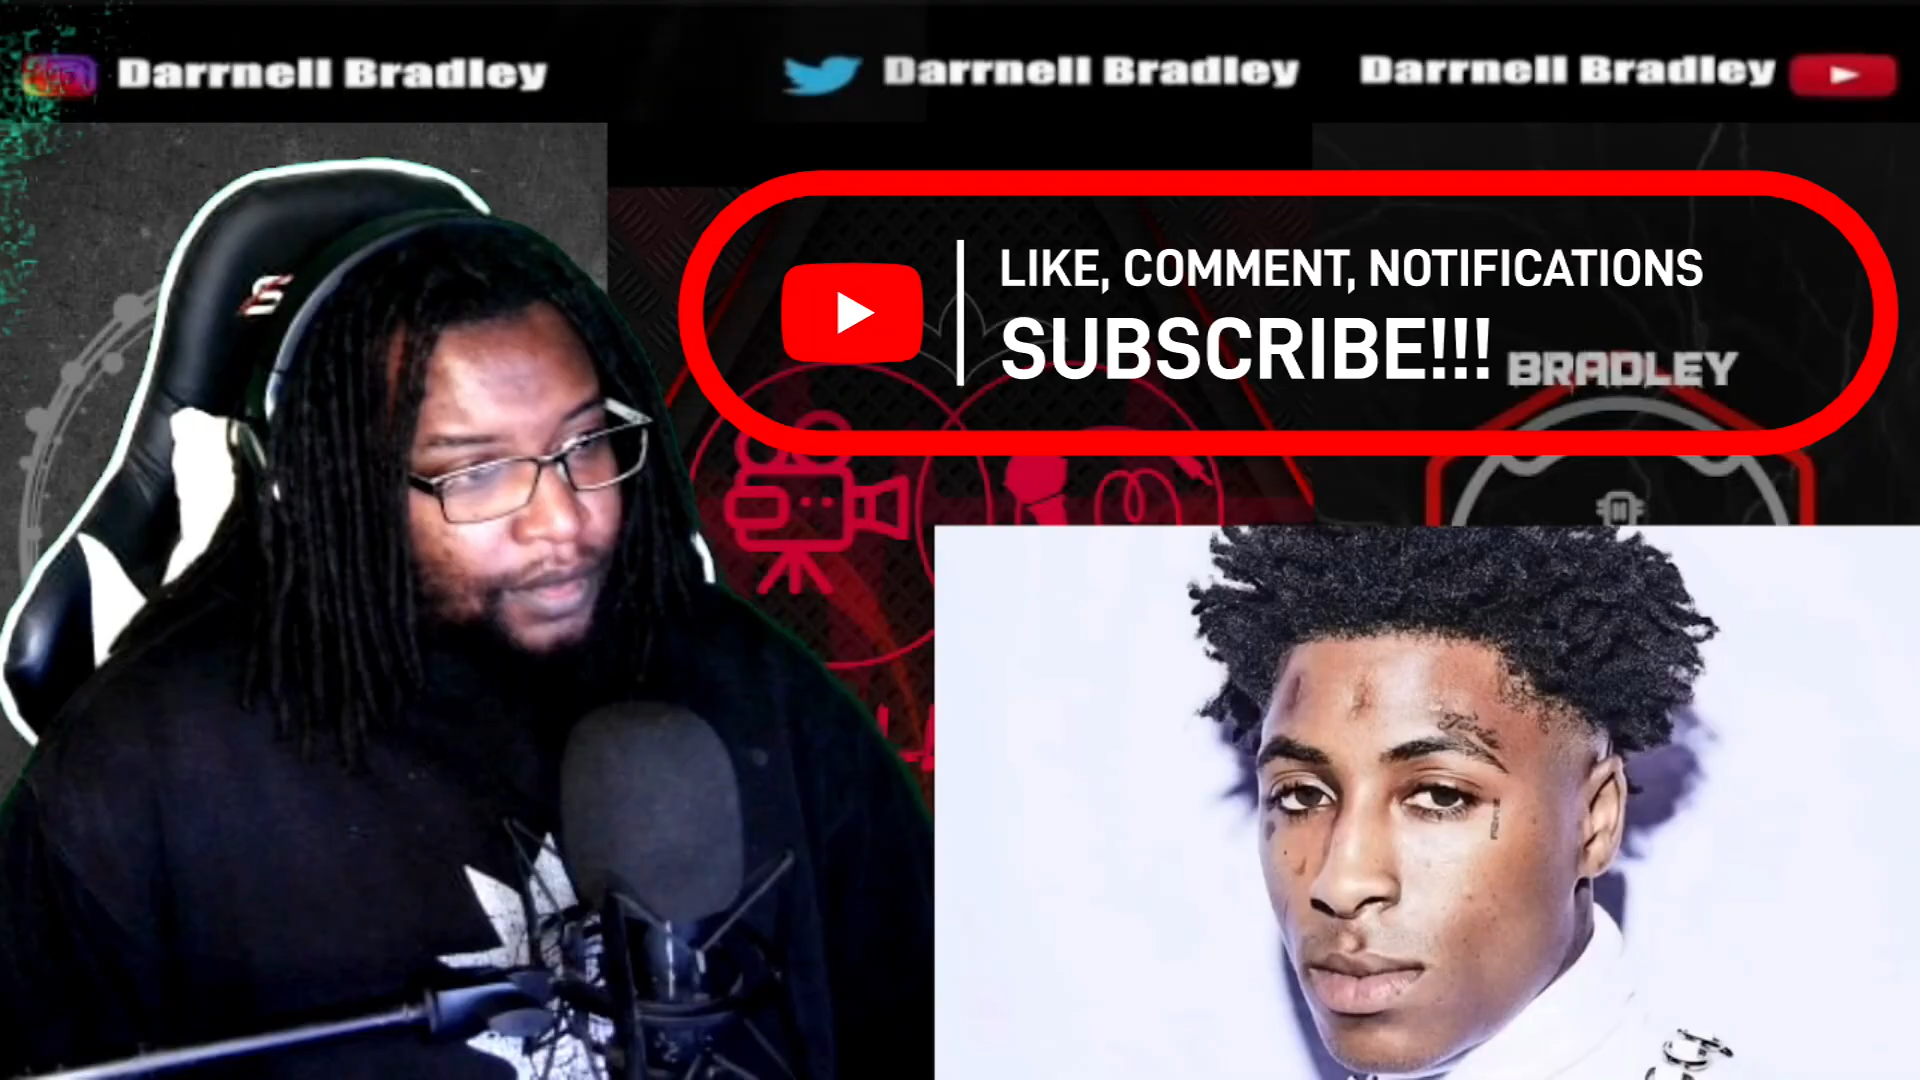 Darrnell Bradley
Darrnell Bradley
Darrnell Bradley
LIKE, COMMENT, NOTIFICATIONS
SUBSCRIBE!!!
BRADLEY